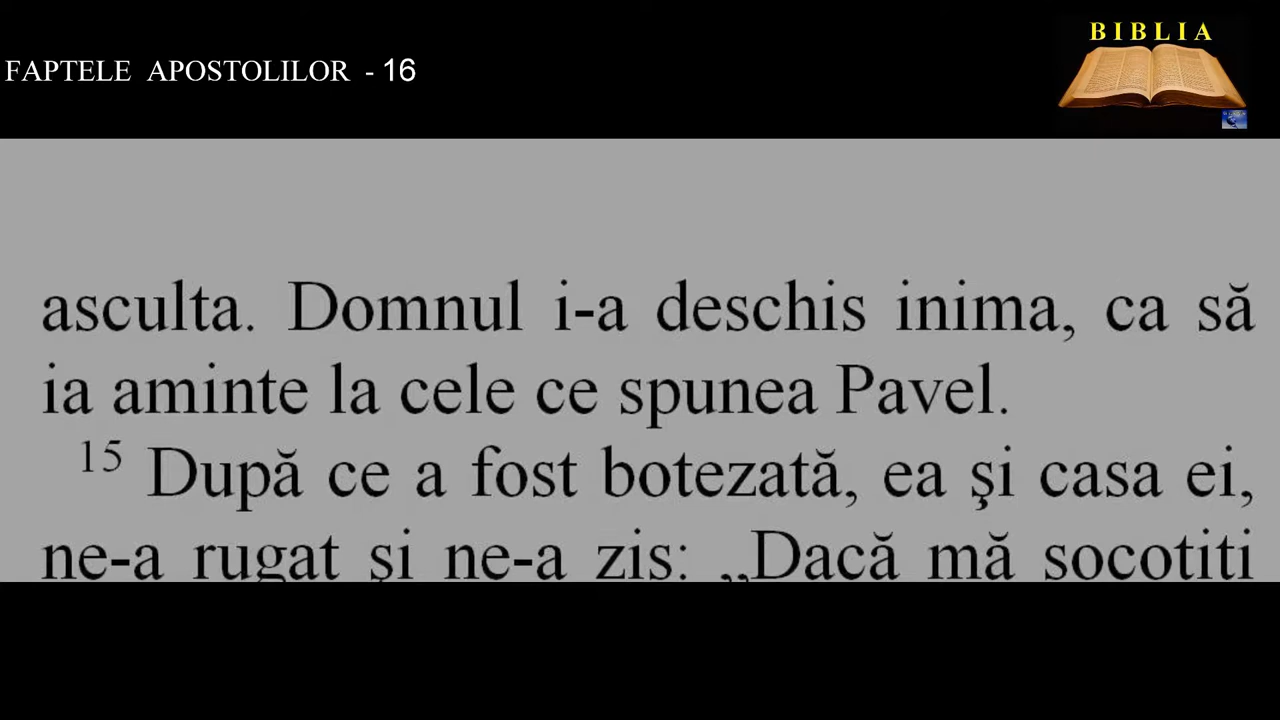 BIBLIA
FAPTELE APOSTOLILOR - 16
asculta. Domnul i-a deschis inima, ca să
ia aminte la cele ce spunea Pavel.
15 După ce a fost botezată, ea şi casa ei,
ne-a rugat şi ne-a zis: „Dacă mă socotiţi